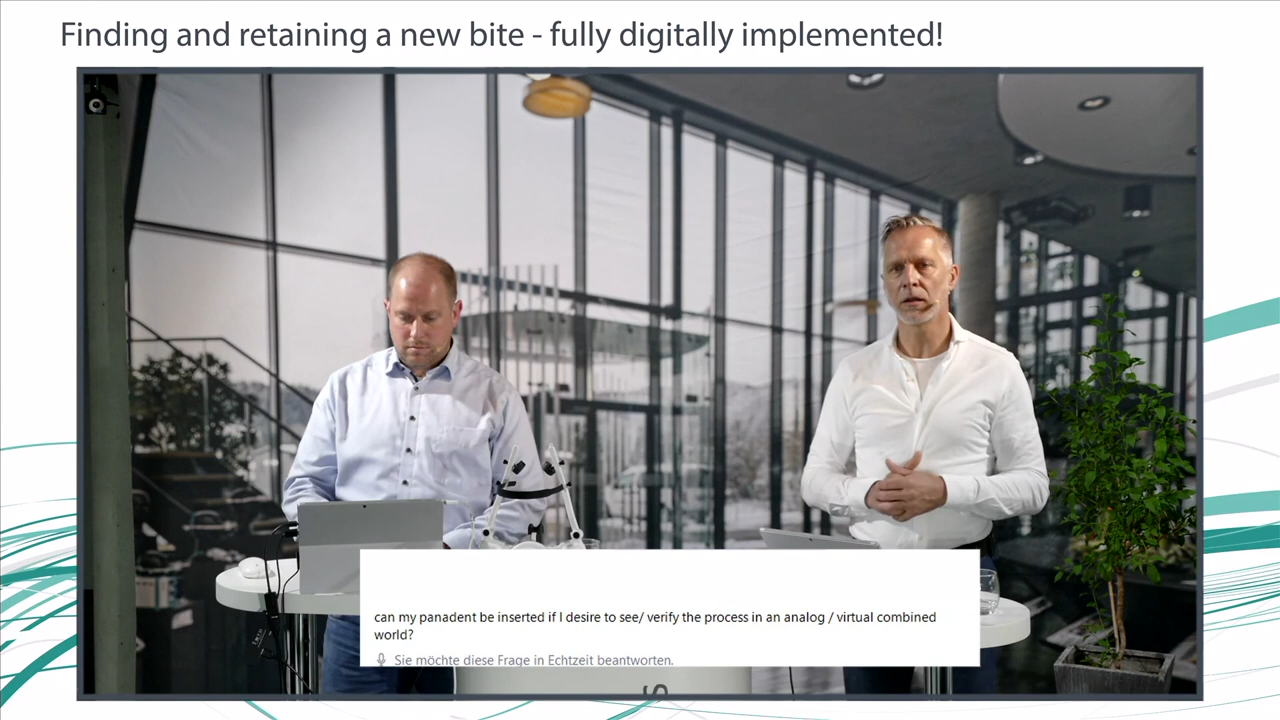 Finding and retaining a new bite - fully digitally implemented!
can my panadent be inserted if I desire to see/ verify the process in an analog / virtual combined
world?
Sie möchte diese Frage in Echtzeit beantworten.